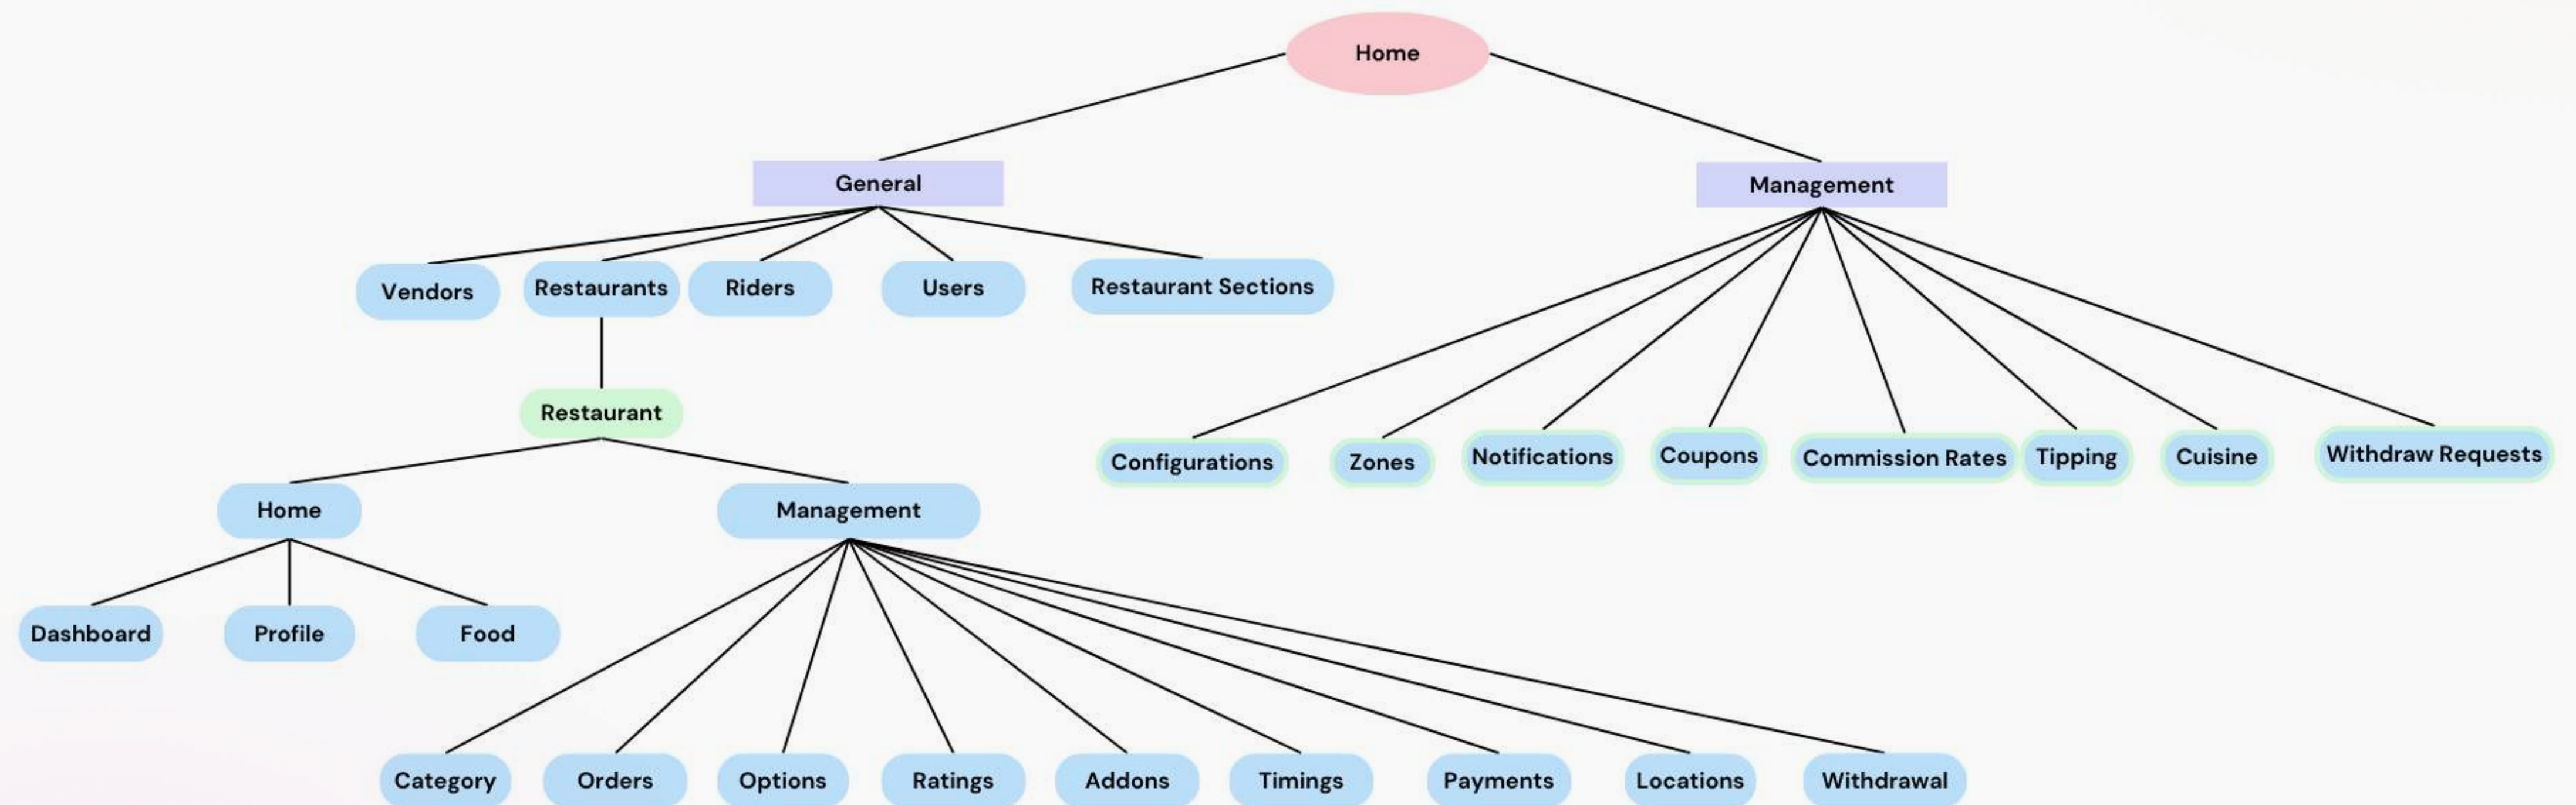 Home
General
Management
Vendors
Restaurants
Riders
Users
Restaurant Sections
Restaurant
Configurations
Zones
Notifications
Coupons
Commission Rates
Tipping
Cuisine
Withdraw Requests
Home
Management
Dashboard
Profile
Food
Category
Orders
Options
Ratings
Addons
Timings
Payments
Locations
Withdrawal